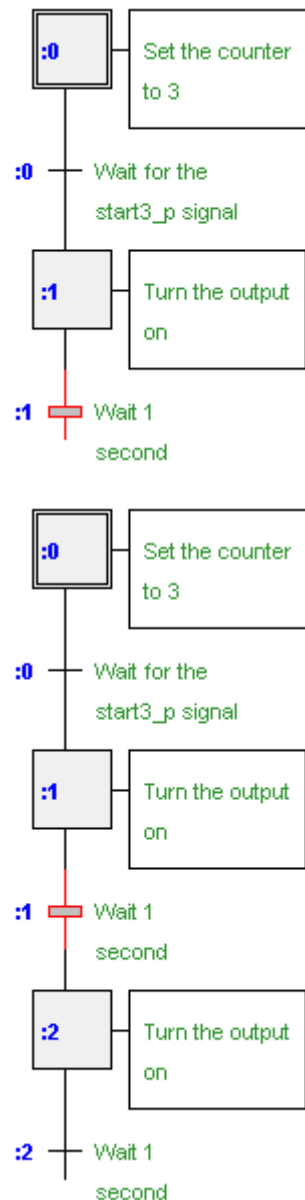 :0
Set the counter
to 3
:0
Wait for the
start3_p signal
:1
Turn the output
on
:1
Wait 1
second
:0
Set the counter
to 3
:0
Wait for the
start3_p signal
:1
Turn the output
on
:1
Wait 1
second
:2
Turn the output
on
:2
Wait 1
second